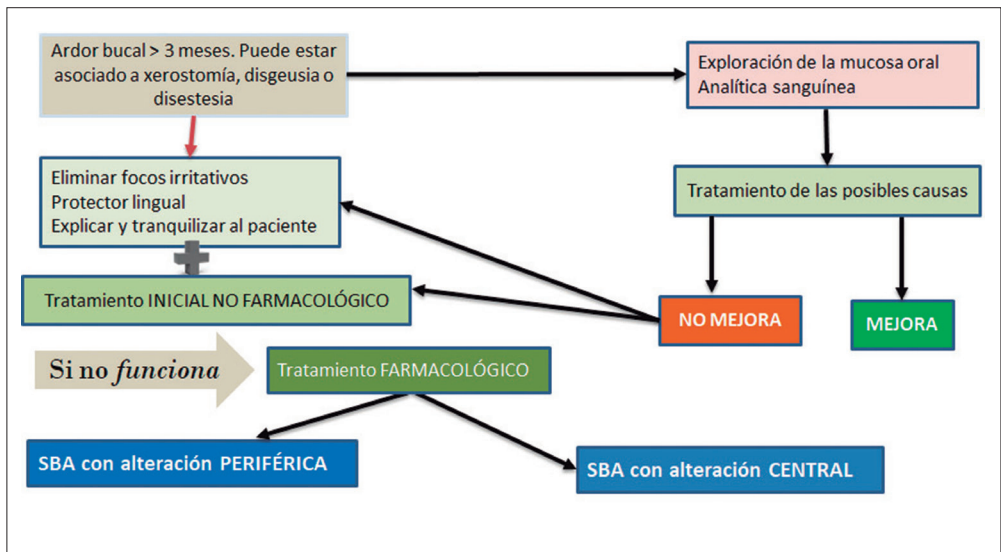 Ardor bucal > 3 meses. Puede estar
asociado a xerostomía, disgeusia o
disestesia
Exploración de la mucosa oral
Analítica sanguínea
Eliminar focos irritativos
Protector lingual
Explicar y tranquilizar al paciente
Tratamiento de las posibles causas
Tratamiento INICIAL NO FARMACOLÓGICO
NO MEJORA
MEJORA
Si no funciona
Tratamiento FARMACOLÓGICO
SBA con alteración PERIFÉRICA
SBA con alteración CENTRAL